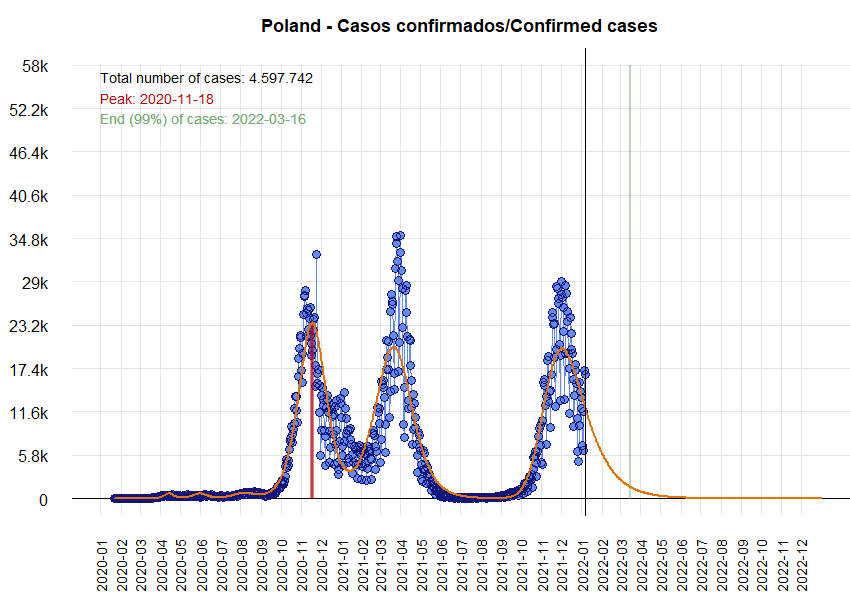 Poland - Casos confirmados/Confirmed cases
58k
Total number of cases: 4.597.742
Peak: 2020-11-18
End (99%) of cases: 2022-03-16
52.2k
46.4k
40.6k
34.8k
29k
23.2k
17.4k
11.6k
5.8k
0
2020-01
2020-02
2020-03
2020-04
2020-05
2020-06
2020-07
2020-08
2020-09
2020-10
2020-11
2020-12
2021-01
2021-02
2021-03
2021-04
2021-05
2021-06
2021-07
2021-08
2021-09
2021-10
2021-11
2021-12
2022-01
2022-02
2022-03
2022-04
2022-05
2022-06
2022-07
2022-08
2022-09
2022-10
2022-11
2022-12